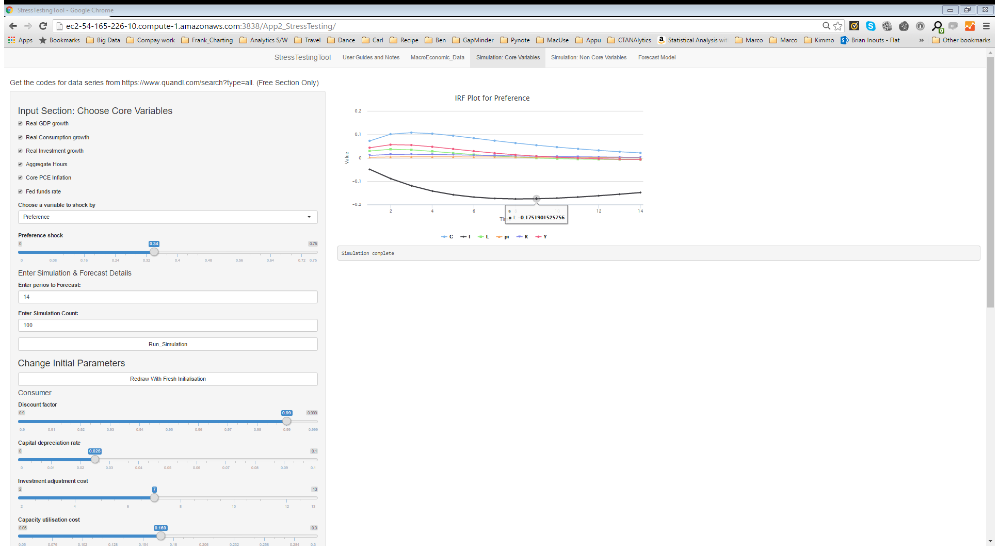 StressTestingTool - Google Chrome
ec2-54-165-226-10.compute-1.amazonaws.com:3838/App2_StressTesting/
Apps Bookmarks Big Data Compay work Frank_Charting Analytics S/W Travel Dance Carl Recipe Ben GapMinder Pynote MacUse Appu CTANAlytics Statistical Analysis wit Marco Marco Kimmo Brian Inouts - Flat » Other bookmarks
StressTestingTool User Guides and Notes MacroEconomic_Data Simulation: Core Variables Simulation: Non Core Variables Forecast Model
Get the codes for data series from https://www.quandl.com/search?type=all. (Free Section Only)
Input Section: Choose Core Variables
Real GDP growth
Real Consumption growth
Real Investment growth
Aggregate Hours
Core PCE Inflation
Fed funds rate
Choose a variable to shock by
Preference
Preference shock
0 0.34 0.75
0 0.08 0.16 0.24 0.32 0.4 0.48 0.56 0.64 0.72 0.75
Enter Simulation & Forecast Details
Enter perios to Forecast:
14
Enter Simulation Count:
100
Run_Simulation
Change Initial Parameters
Redraw With Fresh Initialisation
Consumer
Discount factor
0.9 0.99 0.999
0.9 0.91 0.92 0.93 0.94 0.95 0.96 0.97 0.98 0.99 0.999
Capital depreciation rate
0 0.025 0.1
0 0.01 0.02 0.03 0.04 0.05 0.06 0.07 0.08 0.09 0.1
Investment adjustment cost
2 7 13
2 4 6 8 10 12 13
Capacity utilisation cost
0.05 0.169 0.3
0.05 0.076 0.102 0.128 0.154 0.18 0.206 0.232 0.258 0.284 0.3
IRF Plot for Preference
Value
0.2
0.1
0
-0.1
-0.2
2 4 6 8 10 12 14
9
I: -0.1751901525756
C I L pi R Y
Simulation complete